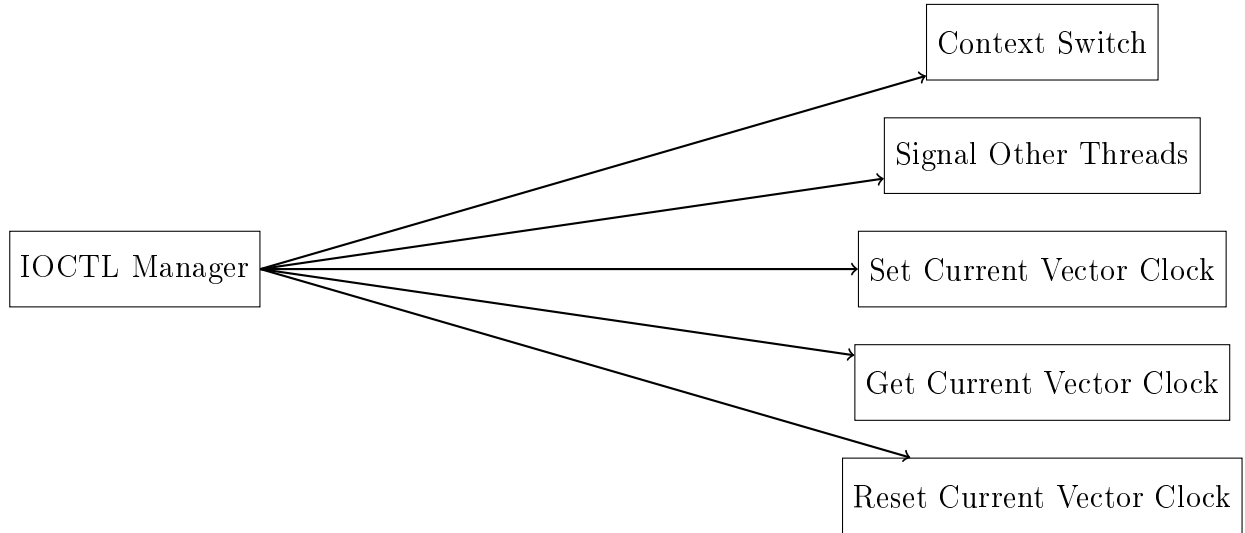 Context Switch
Signal Other Threads
IOCTL Manager
Set Current Vector Clock
Get Current Vector Clock
Reset Current Vector Clock